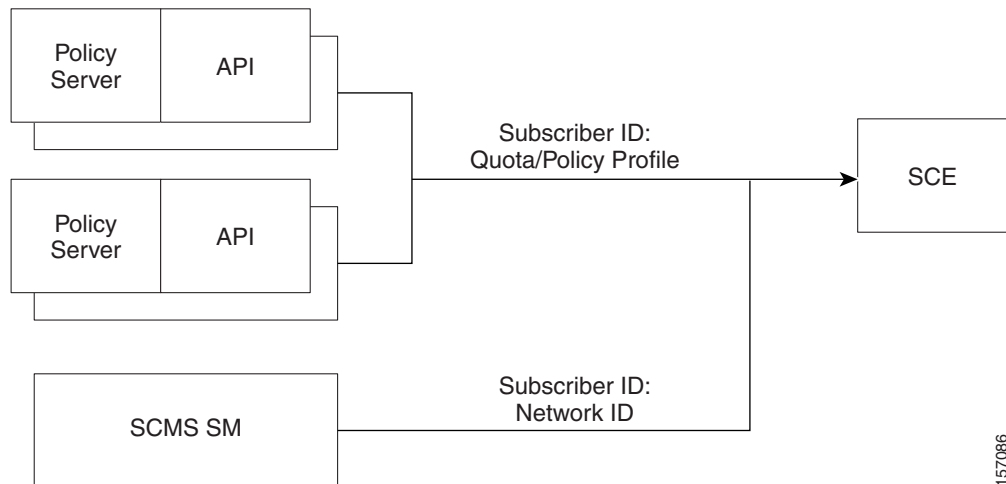 Policy
Server
API
Subscriber ID:
Quota/Policy Profile
SCE
Policy
Server
API
Subscriber ID:
Network ID
SCMS SM
157086